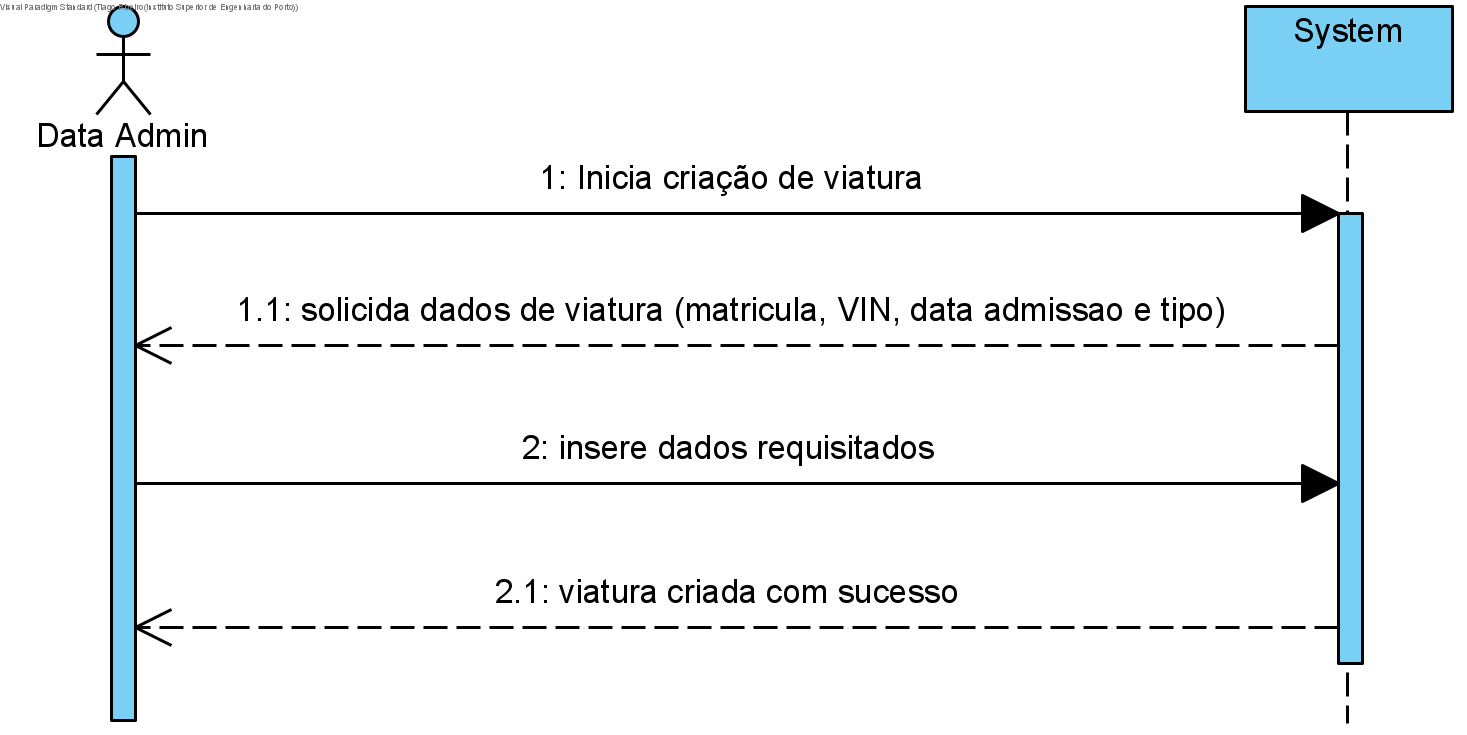 Visual Paradigm Standard (Tiago Ribeiro(Instituto Superior de Engenharia do Porto))
System
Data Admin
1: Inicia criação de viatura
1.1: solicida dados de viatura (matricula, VIN, data admissao e tipo)
2: insere dados requisitados
2.1: viatura criada com sucesso